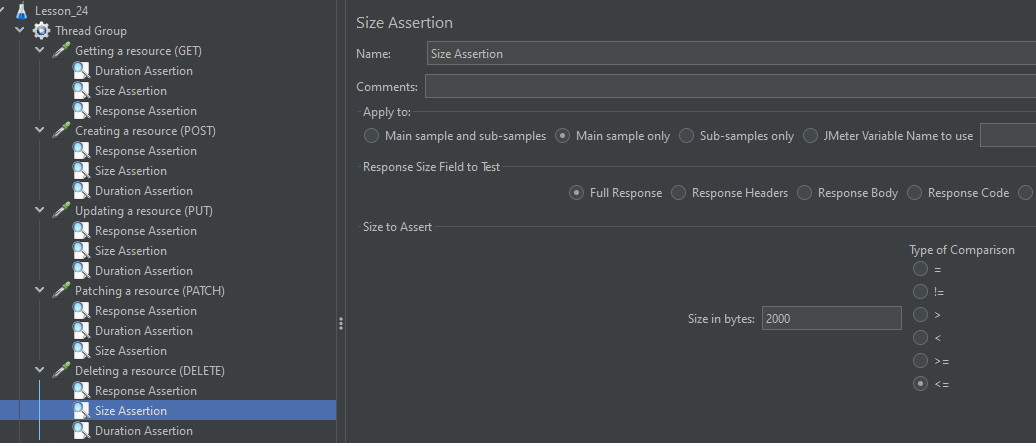 Lesson_24
Thread Group
Getting a resource (GET)
Duration Assertion
Size Assertion
Response Assertion
Creating a resource (POST)
Response Assertion
Size Assertion
Duration Assertion
Updating a resource (PUT)
Response Assertion
Size Assertion
Duration Assertion
Patching a resource (PATCH)
Response Assertion
Duration Assertion
Size Assertion
Deleting a resource (DELETE)
Response Assertion
Size Assertion
Duration Assertion
Size Assertion
Name: Size Assertion
Comments:
Apply to:
Main sample and sub-samples Main sample only Sub-samples only JMeter Variable Name to use
Response Size Field to Test
Full Response Response Headers Response Body Response Code
Size to Assert
Type of Comparison
=
!=
>
Size in bytes: 2000
<
>=
<=